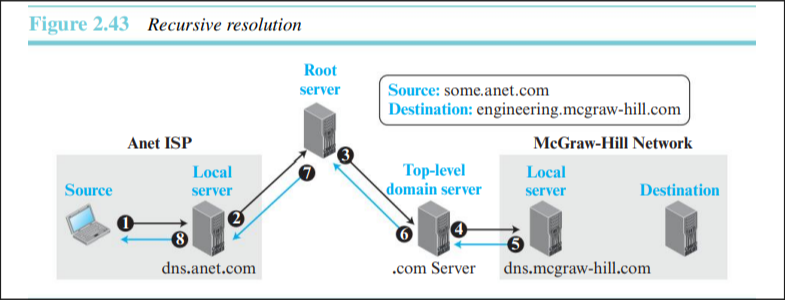 Figure 2.43 Recursive resolution
Root
server
Source: some.anet.com
Destination: engineering.mcgraw-hill.com
Anet ISP
McGraw-Hill Network
Source
Local
server
Top-level
domain server
Local
server
Destination
1
8
2
7
3
6
4
5
dns.anet.com
.com Server
dns.mcgraw-hill.com